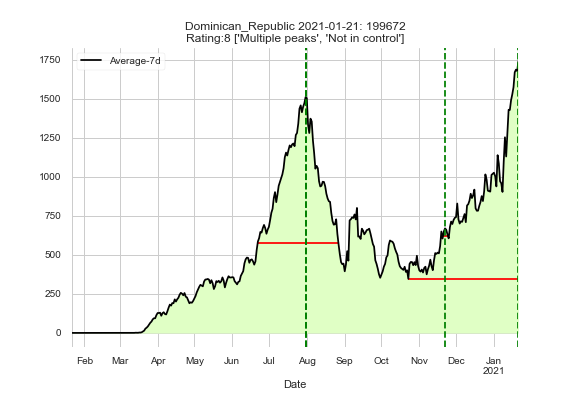 Dominican_Republic 2021-01-21: 199672
Rating:8 ['Multiple peaks', 'Not in control']
Average-7d
1750
1500
1250
1000
750
500
250
0
Feb Mar Apr May Jun Jul Aug Sep Oct Nov Dec Jan
2021
Date